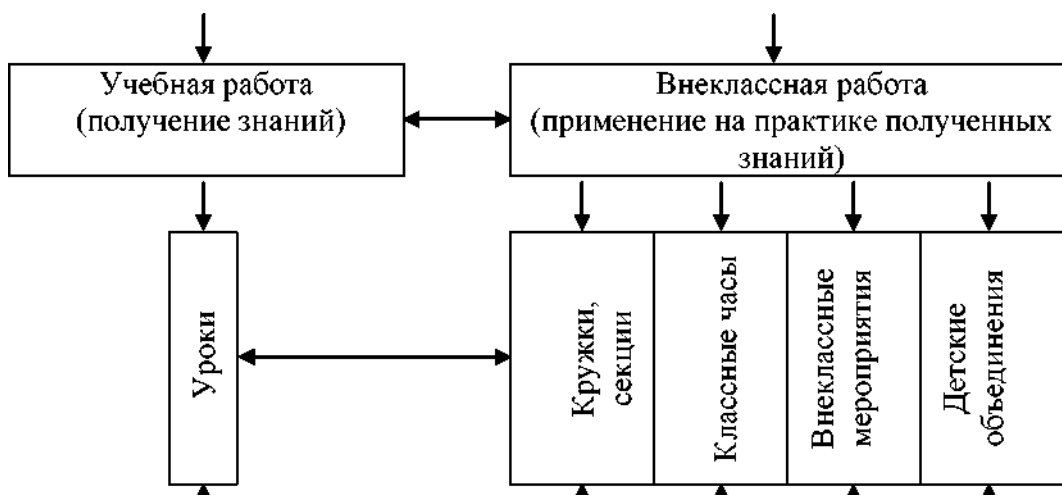 Учебная работа
(получение знаний)
Внеклассная работа
(применение на практике полученных
знаний)
Уроки
Кружки,
секции
Классные часы
Внеклассные
мероприятия
Детские
объединения